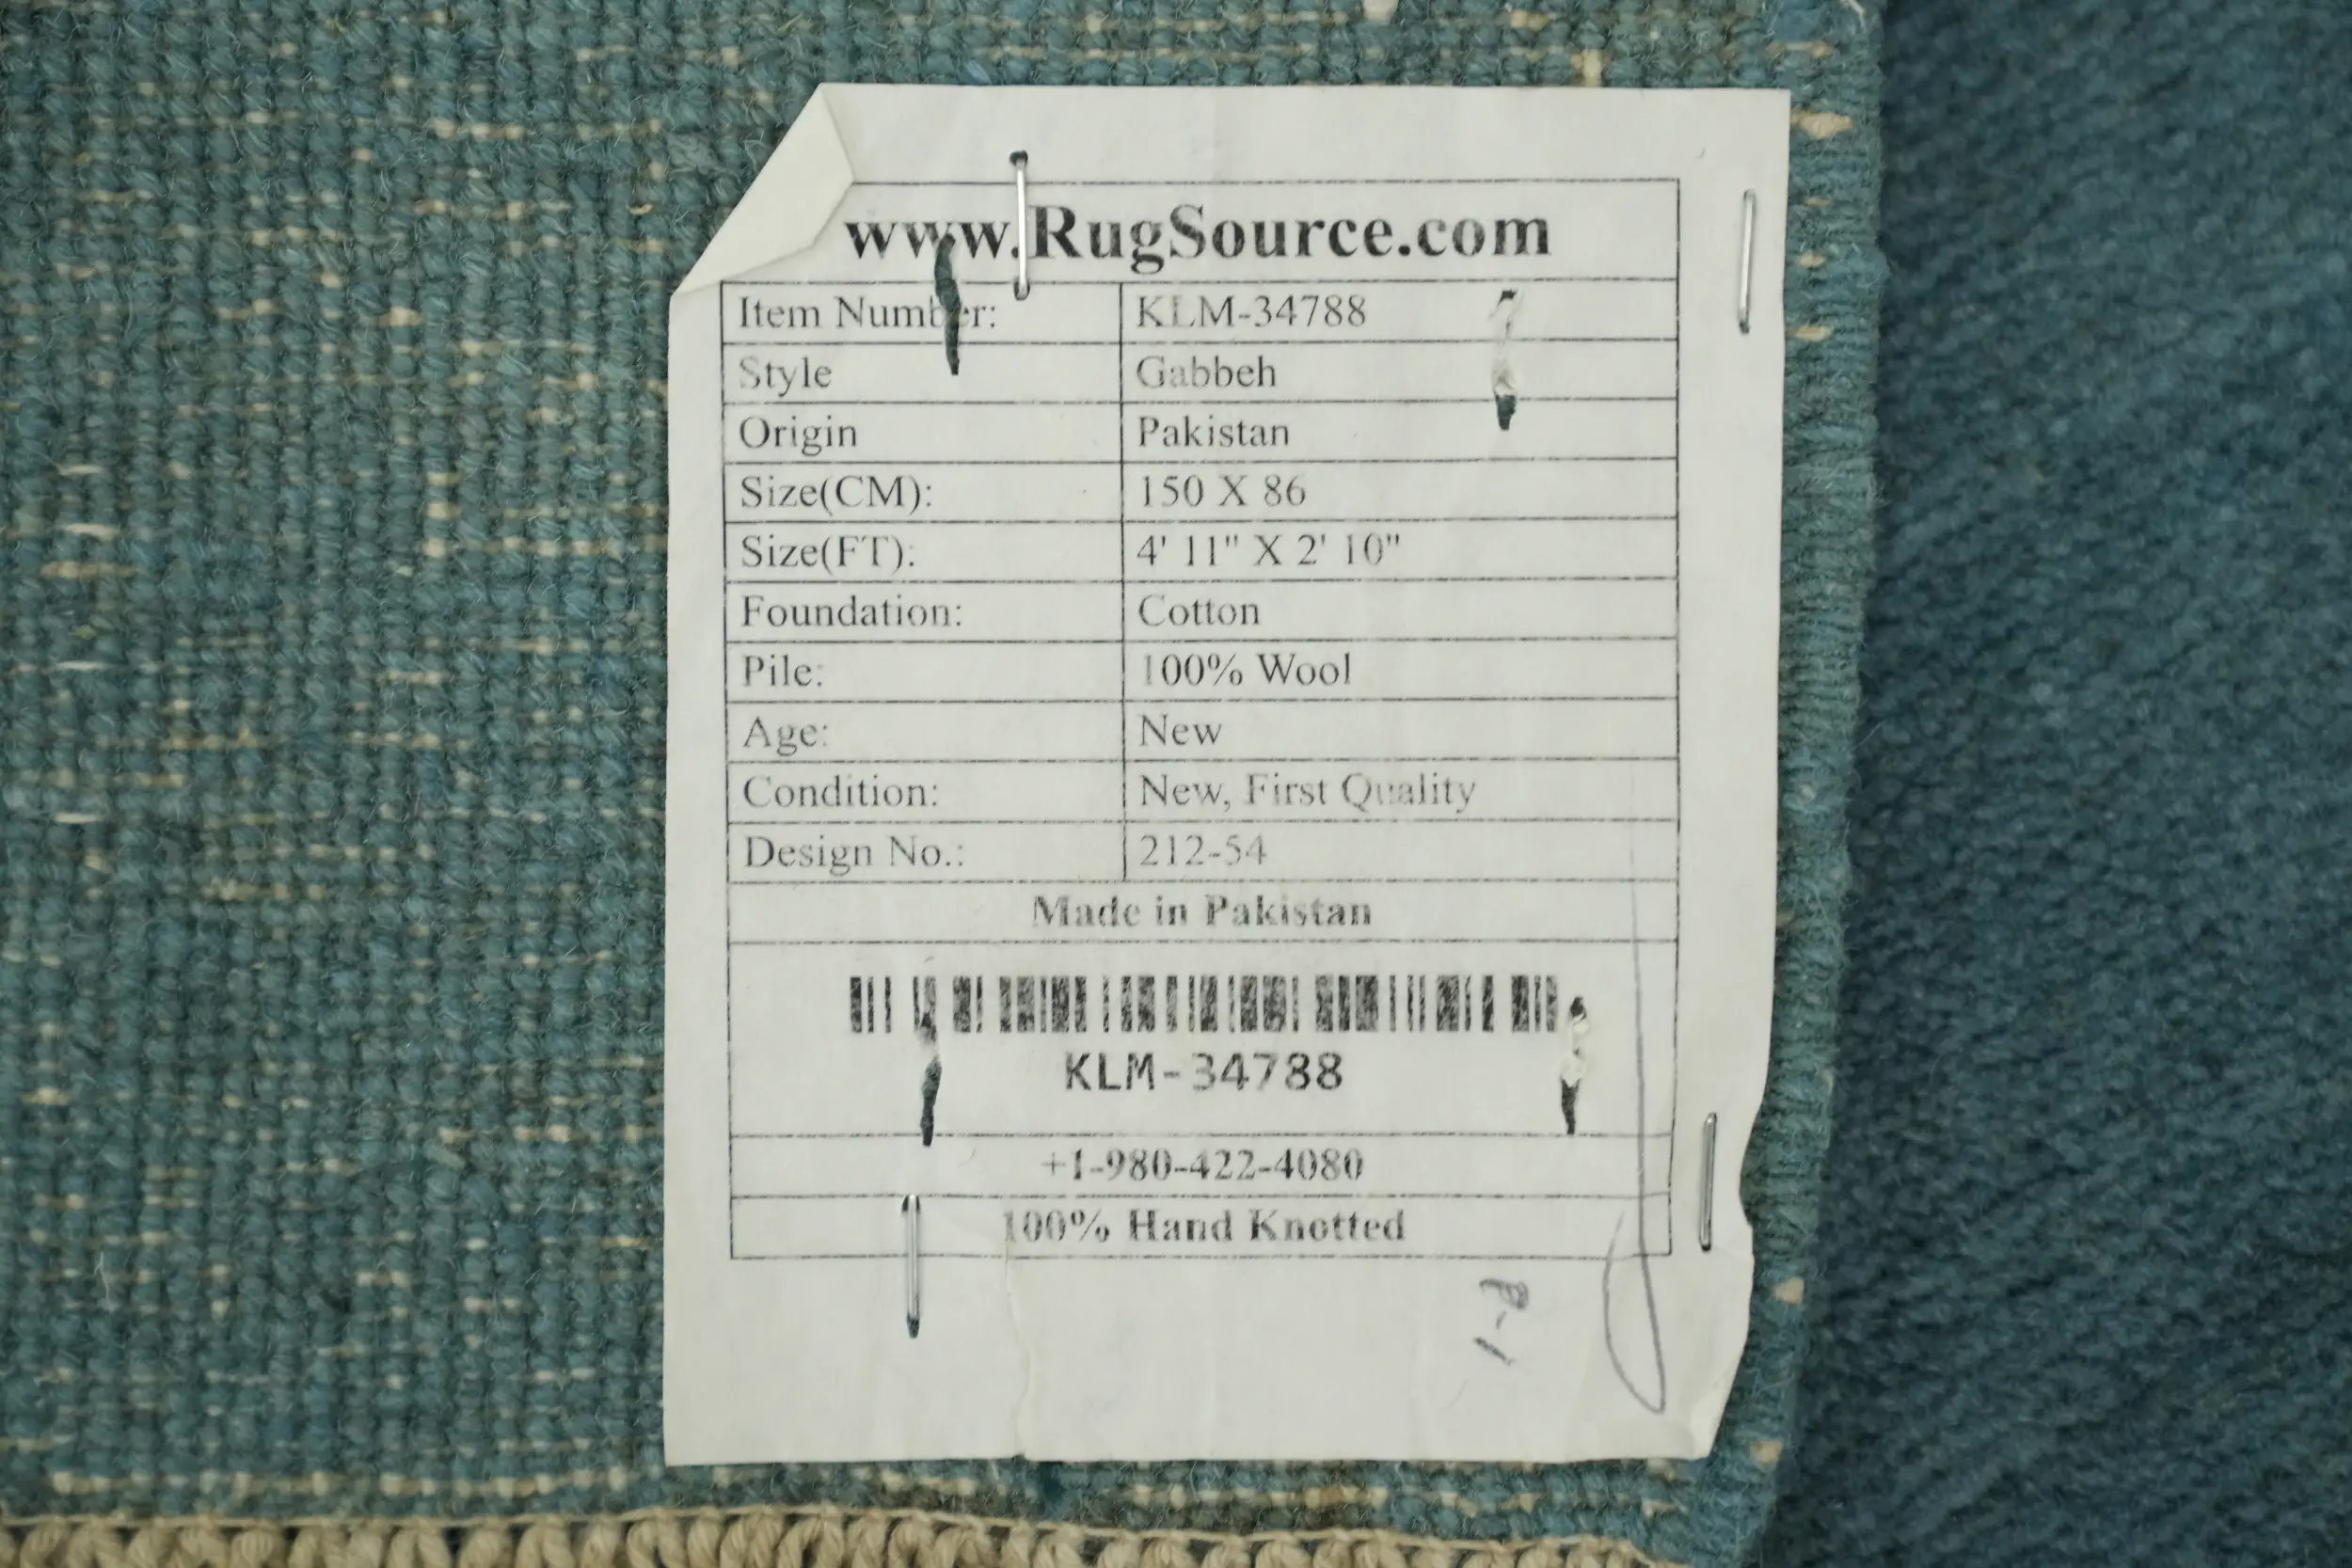 www.RugSource.com
Item Number: KLM-34788
Style Gabbeh
Origin Pakistan
Size(CM): 150 X 86
Size(FT): 4' 11" X 2' 10"
Foundation: Cotton
Pile: 100% Wool
Age: New
Condition: New, First Quality
Design No.: 212-54
Made in Pakistan
KLM-34788
+1-980-422-4080
100% Hand Knotted